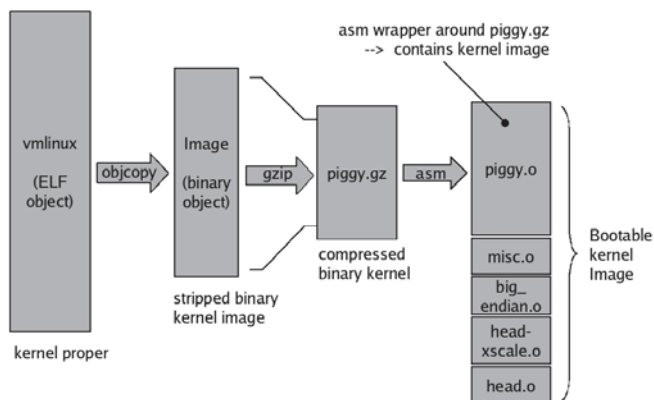 asm wrapper around piggy.gz
--> contains kernel image
vmlinux
(ELF
object)
objcopy
Image
(binary
object)
gzip
piggy.gz
asm
piggy.o
misc.o
big_
endian.o
head-
xscale.o
head.o
Bootable
kernel
Image
compressed
binary kernel
stripped binary
kernel image
kernel proper